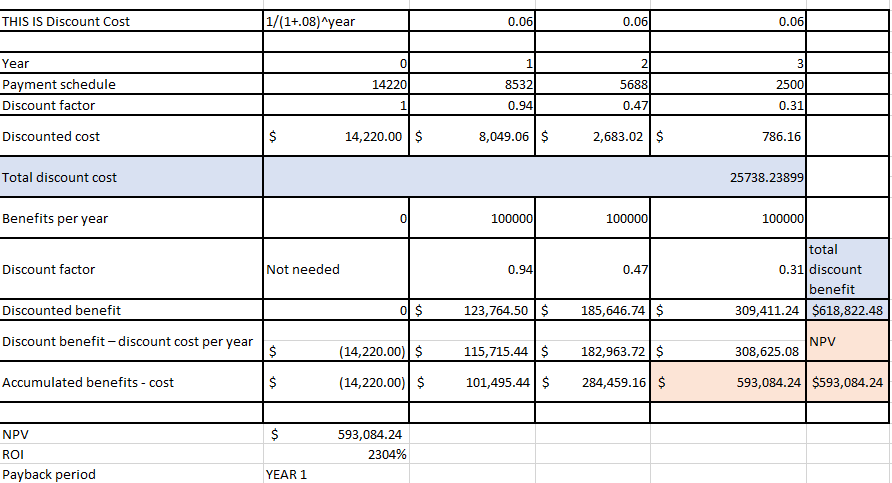 THIS IS Discount Cost 1/(1+.08)^year 0.06 0.06 0.06
Year 0 1 2 3
Payment schedule 14220 8532 5688 2500
Discount factor 1 0.94 0.47 0.31
Discounted cost $ 14,220.00 $ 8,049.06 $ 2,683.02 $ 786.16
Total discount cost 25738.23899
Benefits per year 0 100000 100000 100000
Discount factor Not needed 0.94 0.47 0.31 total discount benefit
Discounted benefit 0 $ 123,764.50 $ 185,646.74 $ 309,411.24 $618,822.48
Discount benefit – discount cost per year $ (14,220.00) $ 115,715.44 $ 182,963.72 $ 308,625.08 NPV
Accumulated benefits - cost $ (14,220.00) $ 101,495.44 $ 284,459.16 $ 593,084.24 $593,084.24
NPV $ 593,084.24
ROI 2304%
Payback period YEAR 1